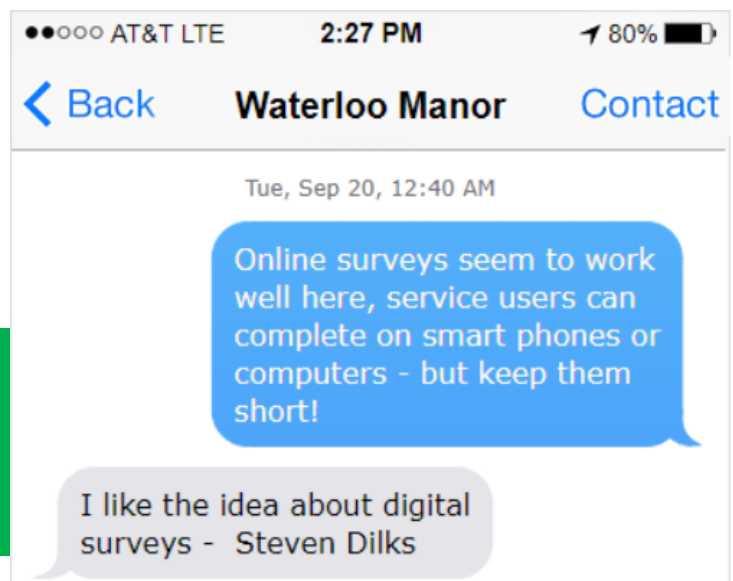 AT&T LTE 2:27 PM 80%
Back Waterloo Manor Contact
Tue, Sep 20, 12:40 AM
Online surveys seem to work
well here, service users can
complete on smart phones or
computers - but keep them
short!
I like the idea about digital
surveys - Steven Dilks